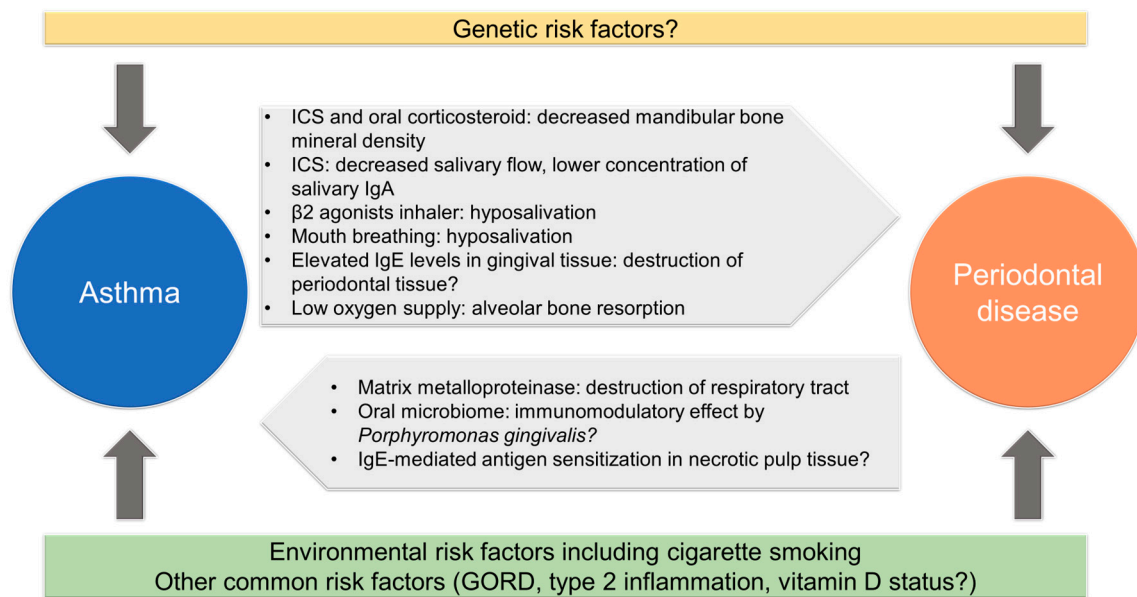 Genetic risk factors?
• ICS and oral corticosteroid: decreased mandibular bone
mineral density
• ICS: decreased salivary flow, lower concentration of
salivary IgA
• β2 agonists inhaler: hyposalivation
• Mouth breathing: hyposalivation
• Elevated IgE levels in gingival tissue: destruction of
periodontal tissue?
• Low oxygen supply: alveolar bone resorption
Asthma
Periodontal
disease
• Matrix metalloproteinase: destruction of respiratory tract
• Oral microbiome: immunomodulatory effect by
Porphyromonas gingivalis?
• IgE-mediated antigen sensitization in necrotic pulp tissue?
Environmental risk factors including cigarette smoking
Other common risk factors (GORD, type 2 inflammation, vitamin D status?)